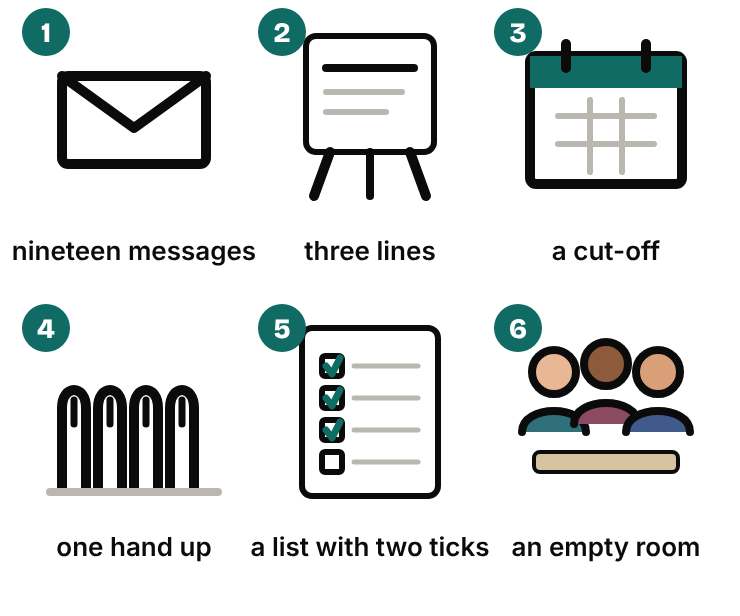 1
2
3
nineteen messages
three lines
a cut-off
4
5
6
one hand up
a list with two ticks
an empty room